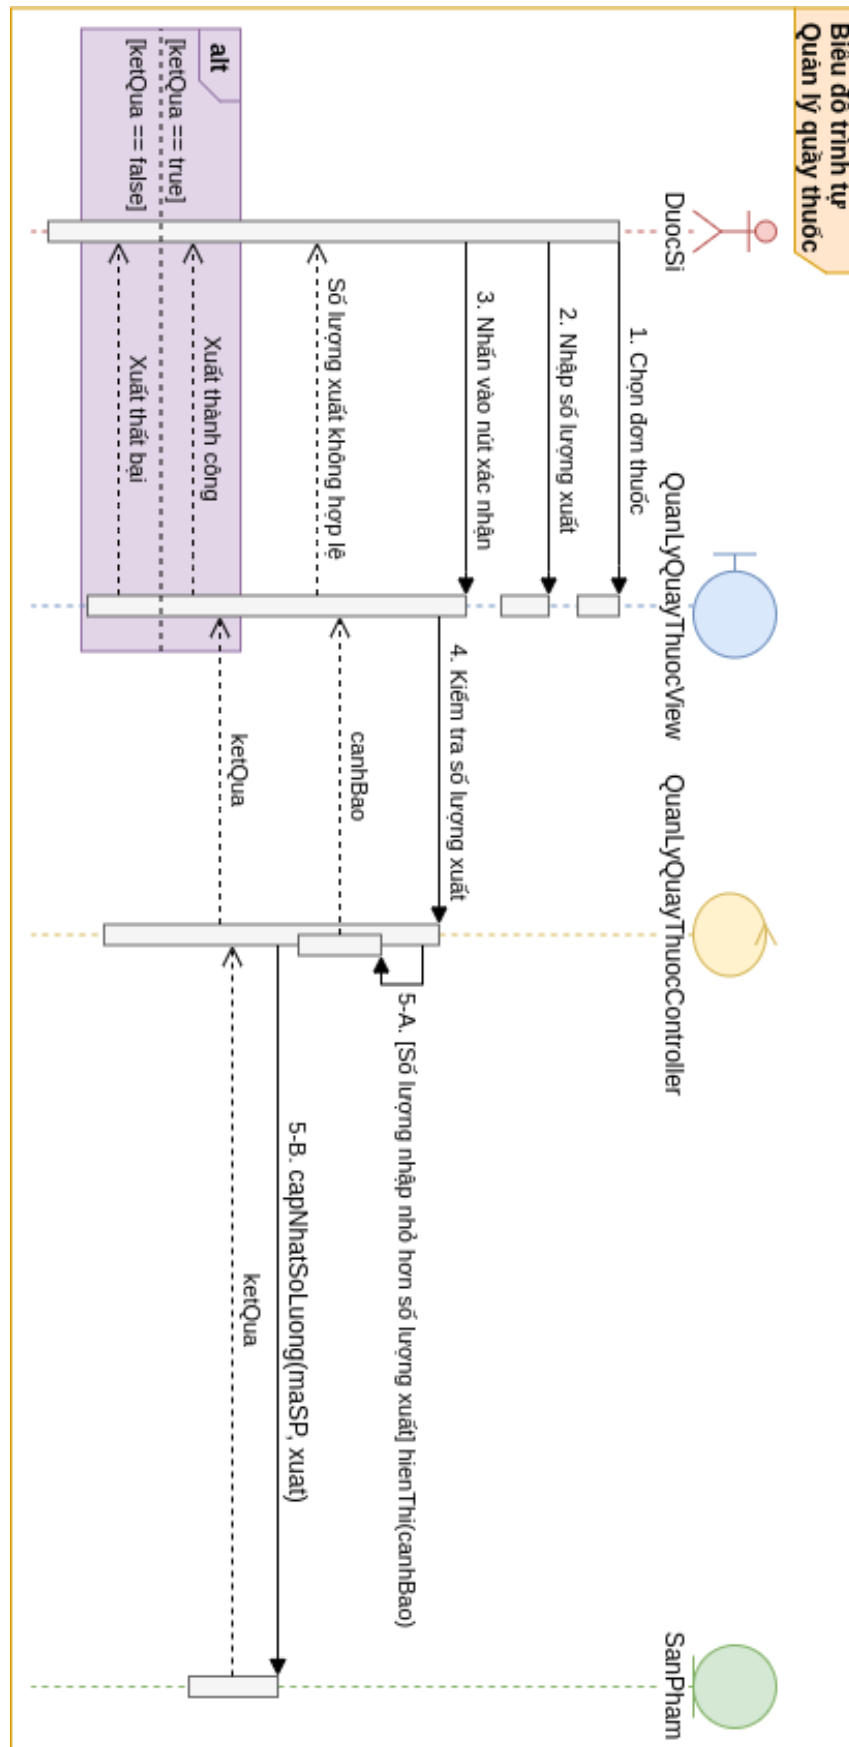 Biểu đồ trình tự
Quản lý quầy thuốc
DuocSi
QuanLyQuayThuocView
QuanLyQuayThuocController
SanPham
1. Chọn đơn thuốc
2. Nhập số lượng xuất
3. Nhấn vào nút xác nhận
4. Kiểm tra số lượng xuất
5-A. [Số lượng nhập nhỏ hơn số lượng xuất] hienThi(canhBao)
canhBao
Số lượng xuất không hợp lệ
5-B. capNhatSoLuong(maSP, xuat)
ketQua
ketQua
alt
[ketQua == true]
Xuất thành công
[ketQua == false]
Xuất thất bại